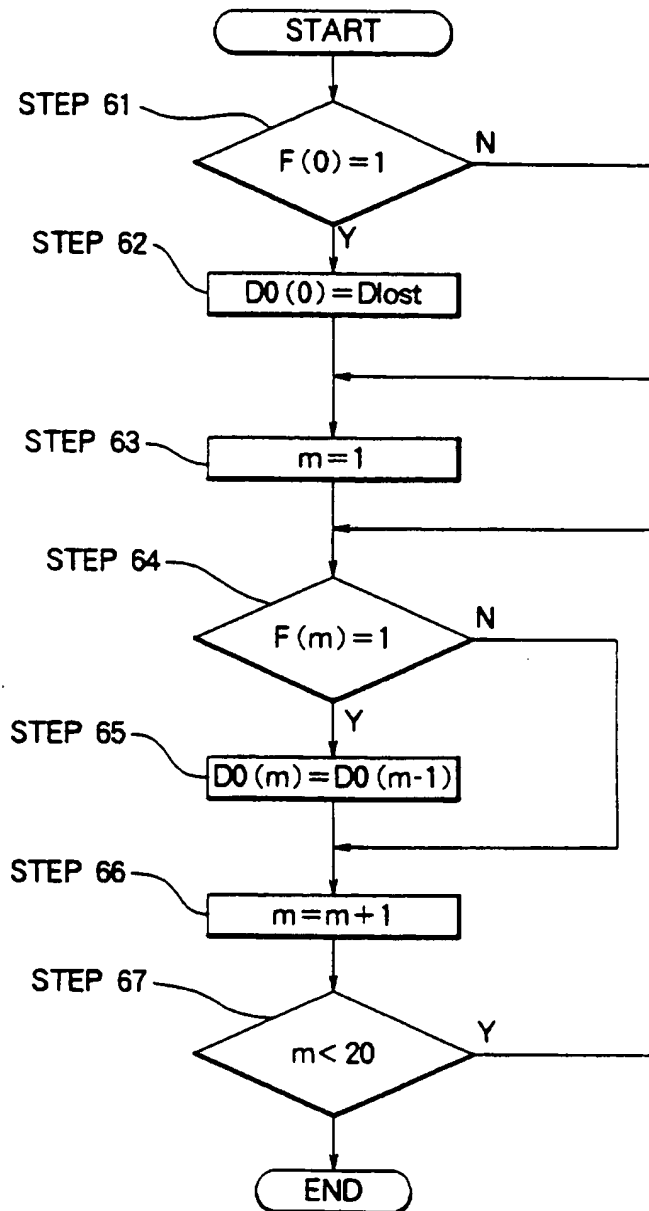 START
STEP 61
F(0)=1
N
Y
STEP 62
D0(0)=Dlost
STEP 63
m=1
STEP 64
F(m)=1
N
Y
STEP 65
D0(m)=D0(m-1)
STEP 66
m=m+1
STEP 67
m<20
Y
END